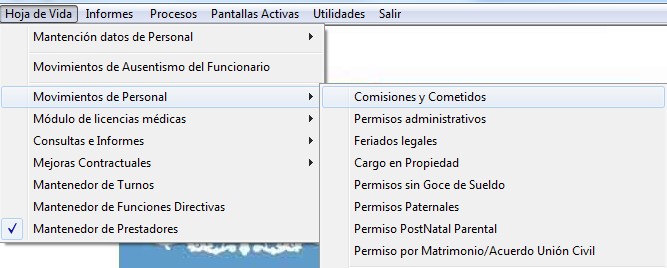 Hoja de Vida Informes Procesos Pantallas Activas Utilidades Salir
Mantención datos de Personal
Movimientos de Ausentismo del Funcionario
Movimientos de Personal
Módulo de licencias médicas
Consultas e Informes
Mejoras Contractuales
Mantenedor de Turnos
Mantenedor de Funciones Directivas
Mantenedor de Prestadores
Comisiones y Cometidos
Permisos administrativos
Feriados legales
Cargo en Propiedad
Permisos sin Goce de Sueldo
Permisos Paternales
Permiso PostNatal Parental
Permiso por Matrimonio/Acuerdo Unión Civil